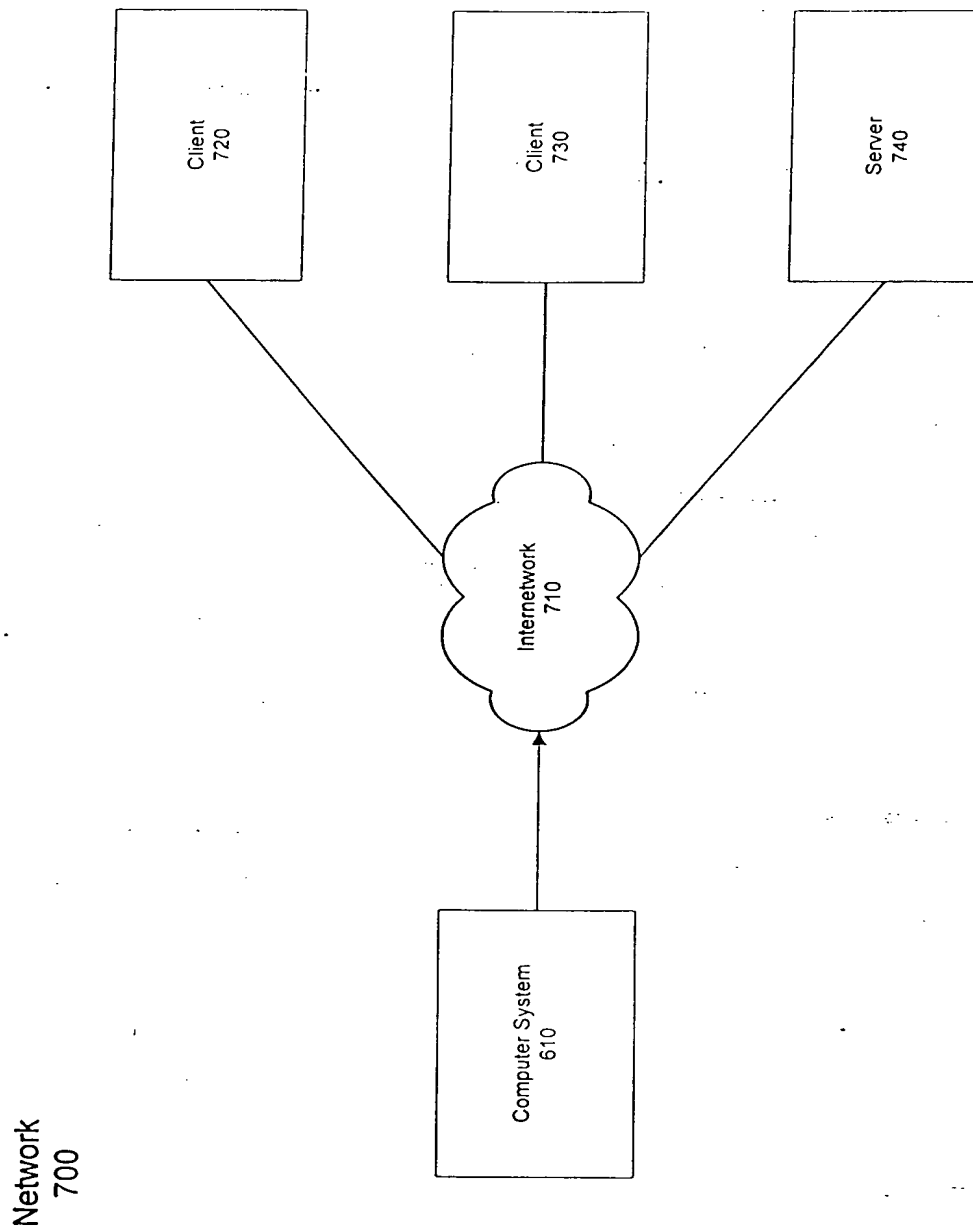 Network
700
Client
720
Client
730
Server
740
Internetwork
710
Computer System
610